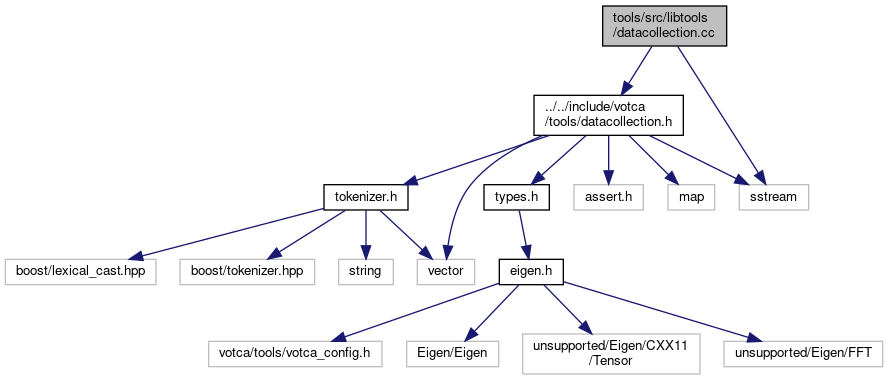 tools/src/libtools
/datacollection.cc
../../include/votca
/tools/datacollection.h
tokenizer.h
types.h
assert.h
map
sstream
boost/lexical_cast.hpp
boost/tokenizer.hpp
string
vector
eigen.h
votca/tools/votca_config.h
Eigen/Eigen
unsupported/Eigen/CXX11
/Tensor
unsupported/Eigen/FFT